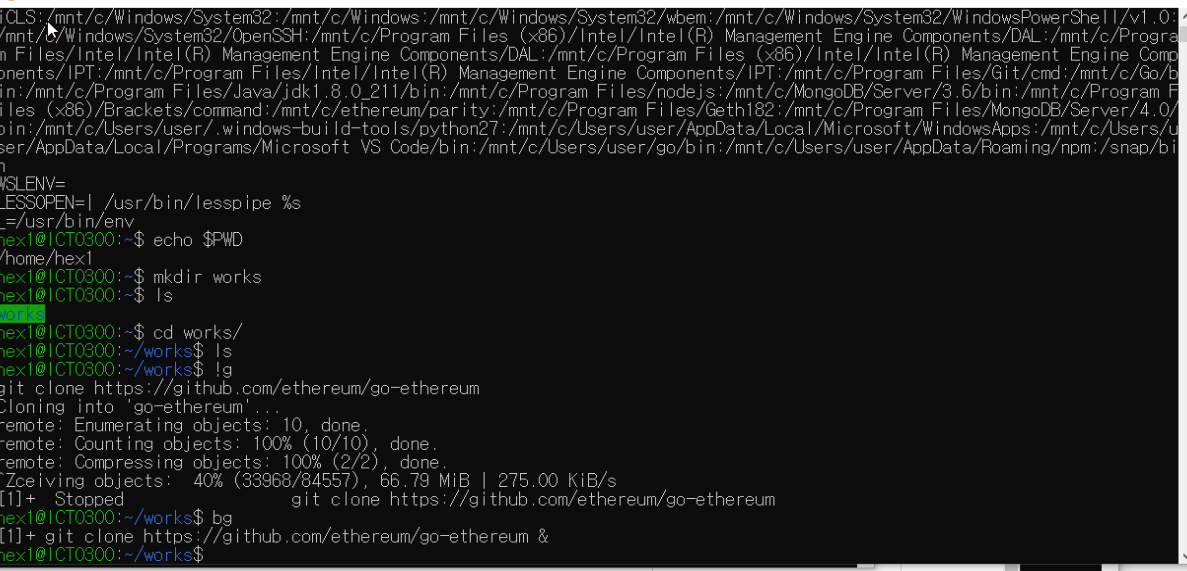 iCLS:/mnt/c/Windows/System32:/mnt/c/Windows:/mnt/c/Windows/System32/wbem:/mnt/c/Windows/System32/WindowsPowerShell/v1.0:
/mnt/c/Windows/System32/OpenSSH:/mnt/c/Program Files (x86)/Intel/Intel(R) Management Engine Components/DAL:/mnt/c/Progra
m Files/Intel/Intel(R) Management Engine Components/DAL:/mnt/c/Program Files (x86)/Intel/Intel(R) Management Engine Comp
onents/IPT:/mnt/c/Program Files/Intel/Intel(R) Management Engine Components/IPT:/mnt/c/Program Files/Git/cmd:/mnt/c/Go/b
in:/mnt/c/Program Files/Java/jdk1.8.0_211/bin:/mnt/c/Program Files/nodejs:/mnt/c/MongoDB/Server/3.6/bin:/mnt/c/Program F
iles (x86)/Brackets/command:/mnt/c/ethereum/parity:/mnt/c/Program Files/Geth182:/mnt/c/Program Files/MongoDB/Server/4.0/
bin:/mnt/c/Users/user/.windows-build-tools/python27:/mnt/c/Users/user/AppData/Local/Microsoft/WindowsApps:/mnt/c/Users/u
ser/AppData/Local/Programs/Microsoft VS Code/bin:/mnt/c/Users/user/go/bin:/mnt/c/Users/user/AppData/Roaming/npm:/snap/bi
n
WSLENV=
LESSOPEN=| /usr/bin/lesspipe %s
_=/usr/bin/env
hex1@ICT0300:~$ echo $PWD
/home/hex1
hex1@ICT0300:~$ mkdir works
hex1@ICT0300:~$ ls
works
hex1@ICT0300:~$ cd works/
hex1@ICT0300:~/works$ ls
hex1@ICT0300:~/works$ !g
git clone https://github.com/ethereum/go-ethereum
Cloning into 'go-ethereum'...
remote: Enumerating objects: 10, done.
remote: Counting objects: 100% (10/10), done.
remote: Compressing objects: 100% (2/2), done.
^Zceiving objects:  40% (33968/84557), 66.79 MiB | 275.00 KiB/s
[1]+  Stopped                 git clone https://github.com/ethereum/go-ethereum
hex1@ICT0300:~/works$ bg
[1]+ git clone https://github.com/ethereum/go-ethereum &
hex1@ICT0300:~/works$